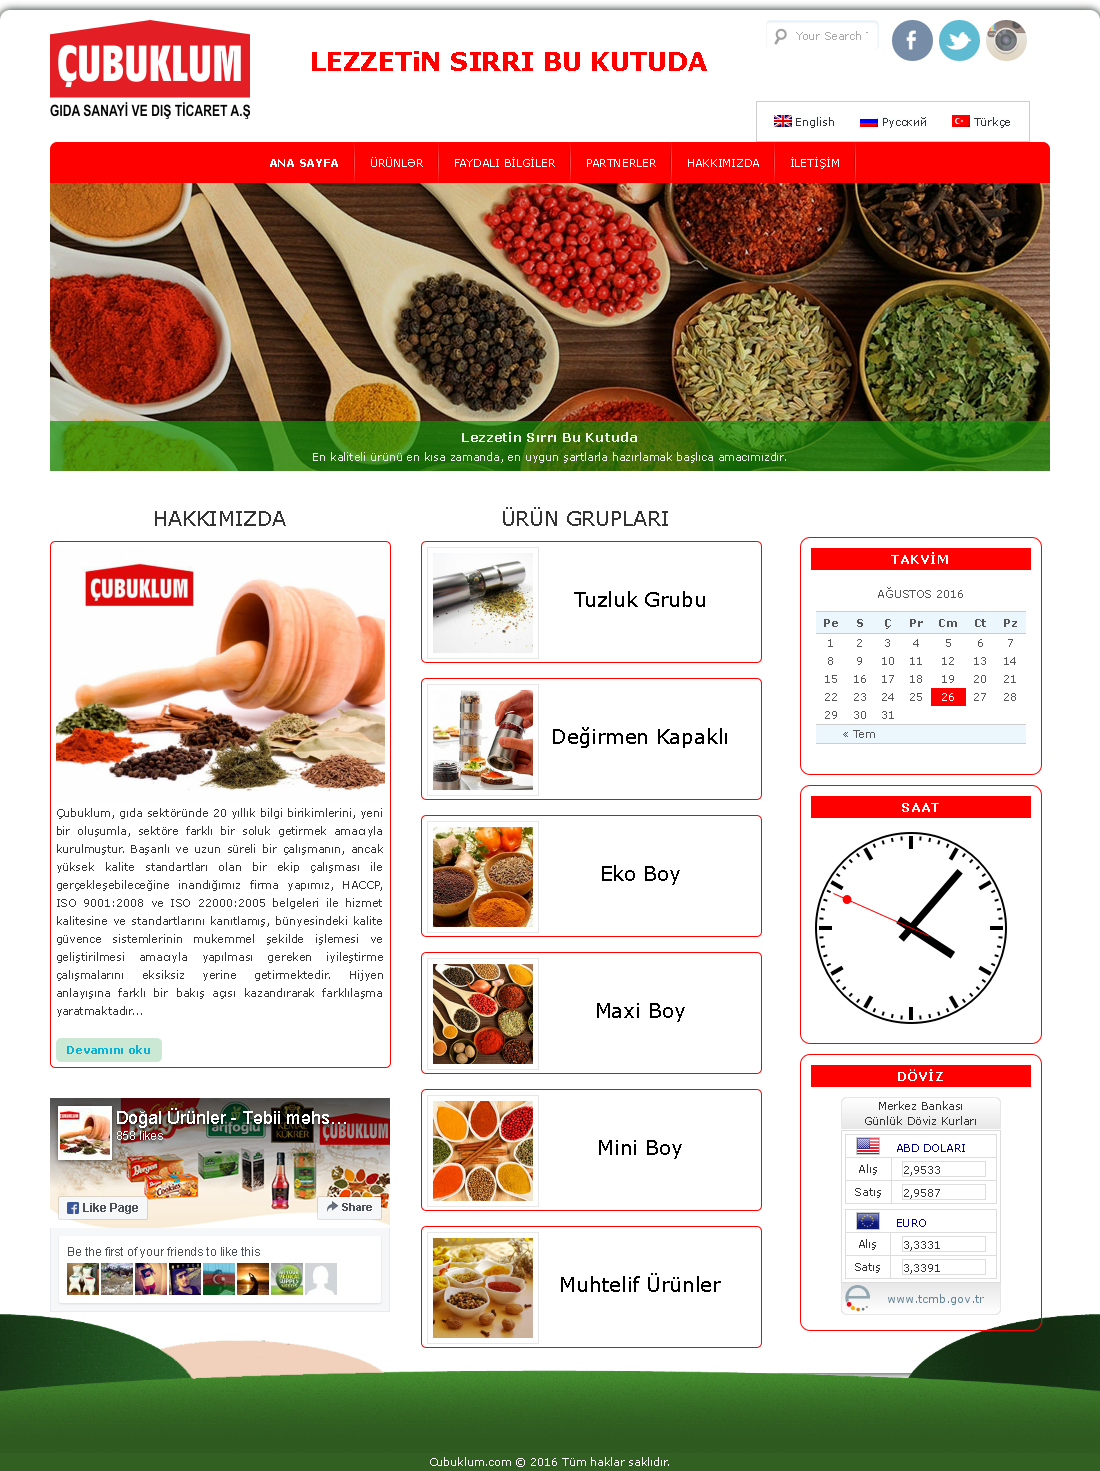 ÇUBUKLUM
GIDA SANAYİ VE DIŞ TİCARET A.Ş
LEZZETiN SIRRI BU KUTUDA
Your Search
English
Русский
Türkçe
ANA SAYFA
ÜRÜNLƏR
FAYDALI BİLGİLER
PARTNERLER
HAKKIMIZDA
İLETİŞİM
Lezzetin Sırrı Bu Kutuda
En kaliteli ürünü en kısa zamanda, en uygun şartlarla hazırlamak başlıca amacımızdır.
HAKKIMIZDA
ÇUBUKLUM
Çubuklum, gıda sektöründe 20 yıllık bilgi birikimlerini, yeni
bir oluşumla, sektöre farklı bir soluk getirmek amacıyla
kurulmuştur. Başarılı ve uzun süreli bir çalışmanın, ancak
yüksek kalite standartları olan bir ekip çalışması ile
gerçekleşebileceğine inandığımız firma yapımız, HACCP,
ISO 9001:2008 ve ISO 22000:2005 belgeleri ile hizmet
kalitesine ve standartlarını kanıtlamış, bünyesindeki kalite
güvence sistemlerinin mukemmel şekilde işlemesi ve
geliştirilmesi amacıyla yapılması gereken iyileştirme
çalışmalarını eksiksiz yerine getirmektedir. Hijyen
anlayışına farklı bir bakış açısı kazandırarak farklılaşma
yaratmaktadır...
Devamını oku
Doğal Ürünler - Təbii məhs...
858 likes
arifoğlu
KEMAL KÜKRER
ÇUBUKLUM
Borgen
Cookies
Like Page
Share
Be the first of your friends to like this
ÜRÜN GRUPLARI
Tuzluk Grubu
Değirmen Kapaklı
Eko Boy
Maxi Boy
Mini Boy
Muhtelif Ürünler
TAKVİM
AĞUSTOS 2016
Pe S Ç Pr Cm Ct Pz
1 2 3 4 5 6 7
8 9 10 11 12 13 14
15 16 17 18 19 20 21
22 23 24 25 26 27 28
29 30 31
« Tem
SAAT
DÖVİZ
Merkez Bankası
Günlük Döviz Kurları
ABD DOLARI
Alış 2,9533
Satış 2,9587
EURO
Alış 3,3331
Satış 3,3391
www.tcmb.gov.tr
Cubuklum.com © 2016 Tüm haklar saklıdır.